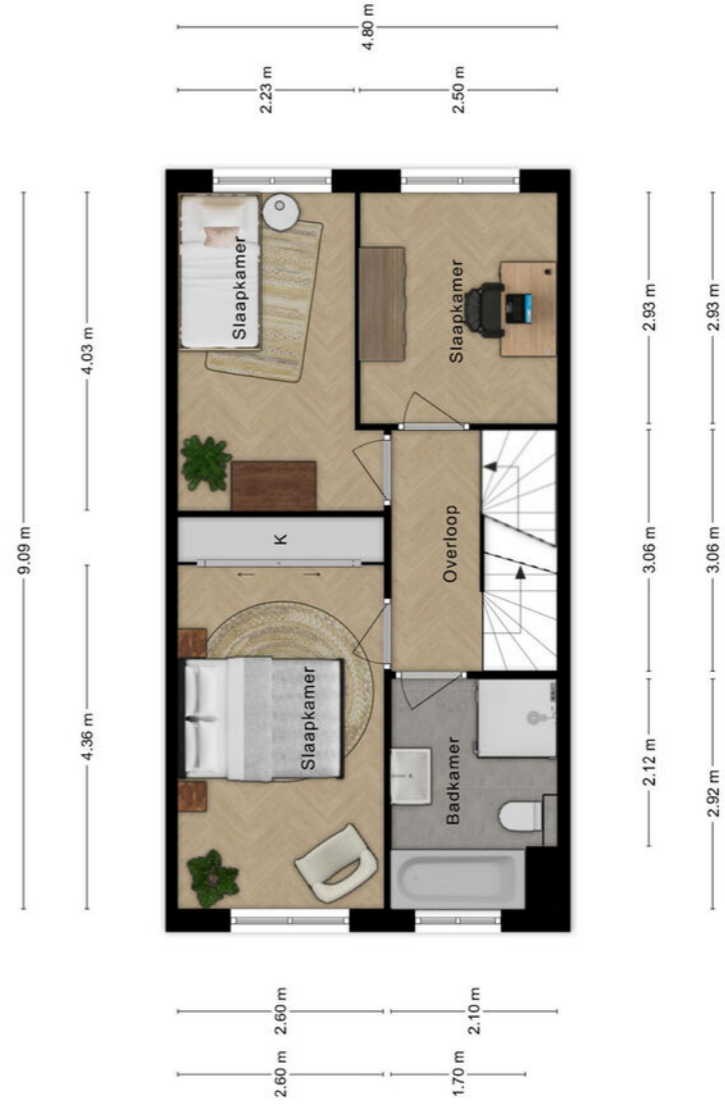 4.80 m
2.23 m
2.50 m
9.09 m
4.03 m
4.36 m
Slaapkamer
Slaapkamer
K
Overloop
Slaapkamer
Badkamer
2.93 m
3.06 m
2.12 m
2.93 m
3.06 m
2.92 m
2.60 m
2.10 m
2.60 m
1.70 m